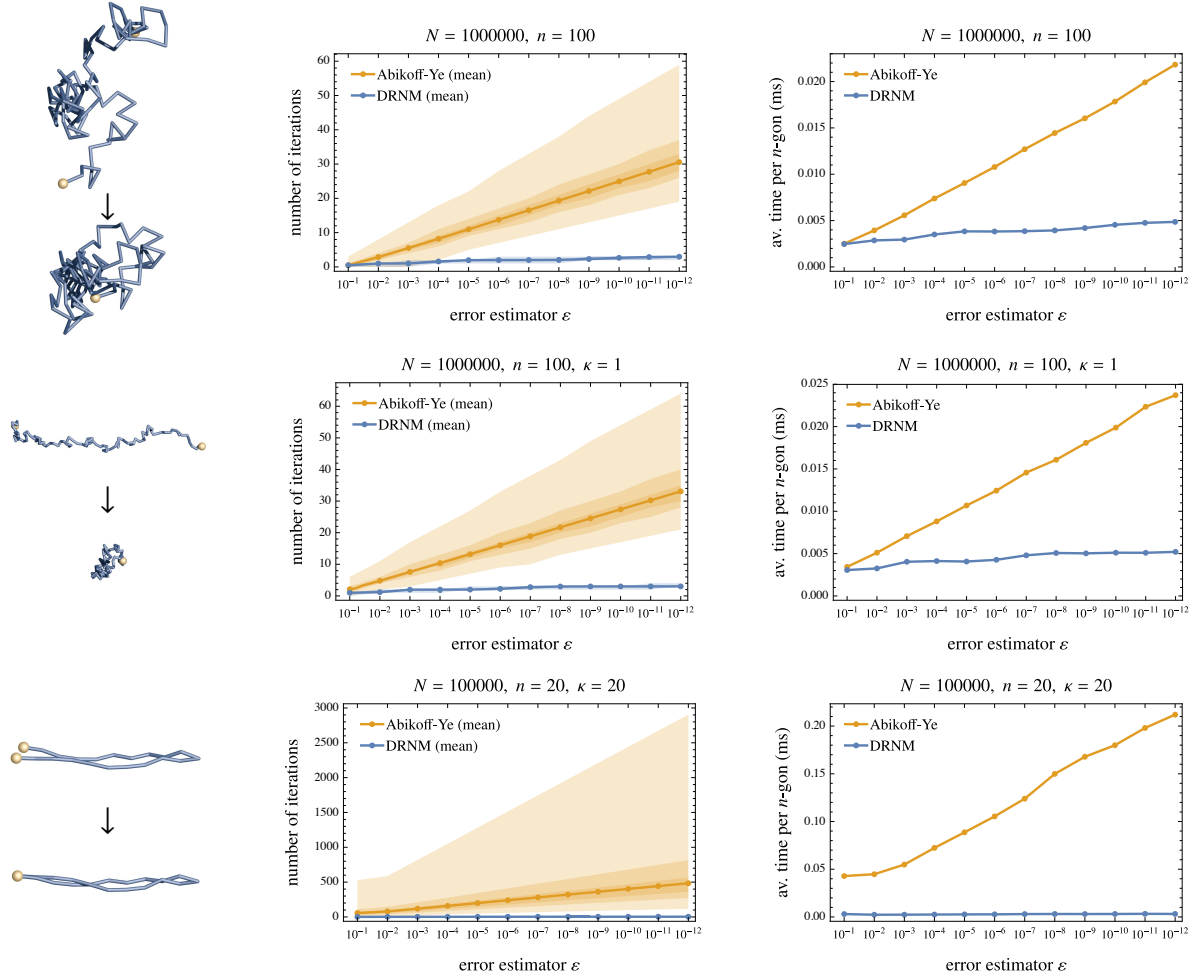 N = 1000000, n = 100
Abikoff-Ye (mean)
DRNM (mean)
number of iterations
60
50
40
30
20
10
0
10⁻¹ 10⁻² 10⁻³ 10⁻⁴ 10⁻⁵ 10⁻⁶ 10⁻⁷ 10⁻⁸ 10⁻⁹ 10⁻¹⁰ 10⁻¹¹ 10⁻¹²
error estimator ε
N = 1000000, n = 100
Abikoff-Ye
DRNM
av. time per n-gon (ms)
0.020
0.015
0.010
0.005
0.000
10⁻¹ 10⁻² 10⁻³ 10⁻⁴ 10⁻⁵ 10⁻⁶ 10⁻⁷ 10⁻⁸ 10⁻⁹ 10⁻¹⁰ 10⁻¹¹ 10⁻¹²
error estimator ε
N = 1000000, n = 100, κ = 1
Abikoff-Ye (mean)
DRNM (mean)
number of iterations
60
50
40
30
20
10
0
10⁻¹ 10⁻² 10⁻³ 10⁻⁴ 10⁻⁵ 10⁻⁶ 10⁻⁷ 10⁻⁸ 10⁻⁹ 10⁻¹⁰ 10⁻¹¹ 10⁻¹²
error estimator ε
N = 1000000, n = 100, κ = 1
Abikoff-Ye
DRNM
av. time per n-gon (ms)
0.025
0.020
0.015
0.010
0.005
0.000
10⁻¹ 10⁻² 10⁻³ 10⁻⁴ 10⁻⁵ 10⁻⁶ 10⁻⁷ 10⁻⁸ 10⁻⁹ 10⁻¹⁰ 10⁻¹¹ 10⁻¹²
error estimator ε
N = 100000, n = 20, κ = 20
Abikoff-Ye (mean)
DRNM (mean)
number of iterations
3000
2500
2000
1500
1000
500
0
10⁻¹ 10⁻² 10⁻³ 10⁻⁴ 10⁻⁵ 10⁻⁶ 10⁻⁷ 10⁻⁸ 10⁻⁹ 10⁻¹⁰ 10⁻¹¹ 10⁻¹²
error estimator ε
N = 100000, n = 20, κ = 20
Abikoff-Ye
DRNM
av. time per n-gon (ms)
0.20
0.15
0.10
0.05
0.00
10⁻¹ 10⁻² 10⁻³ 10⁻⁴ 10⁻⁵ 10⁻⁶ 10⁻⁷ 10⁻⁸ 10⁻⁹ 10⁻¹⁰ 10⁻¹¹ 10⁻¹²
error estimator ε